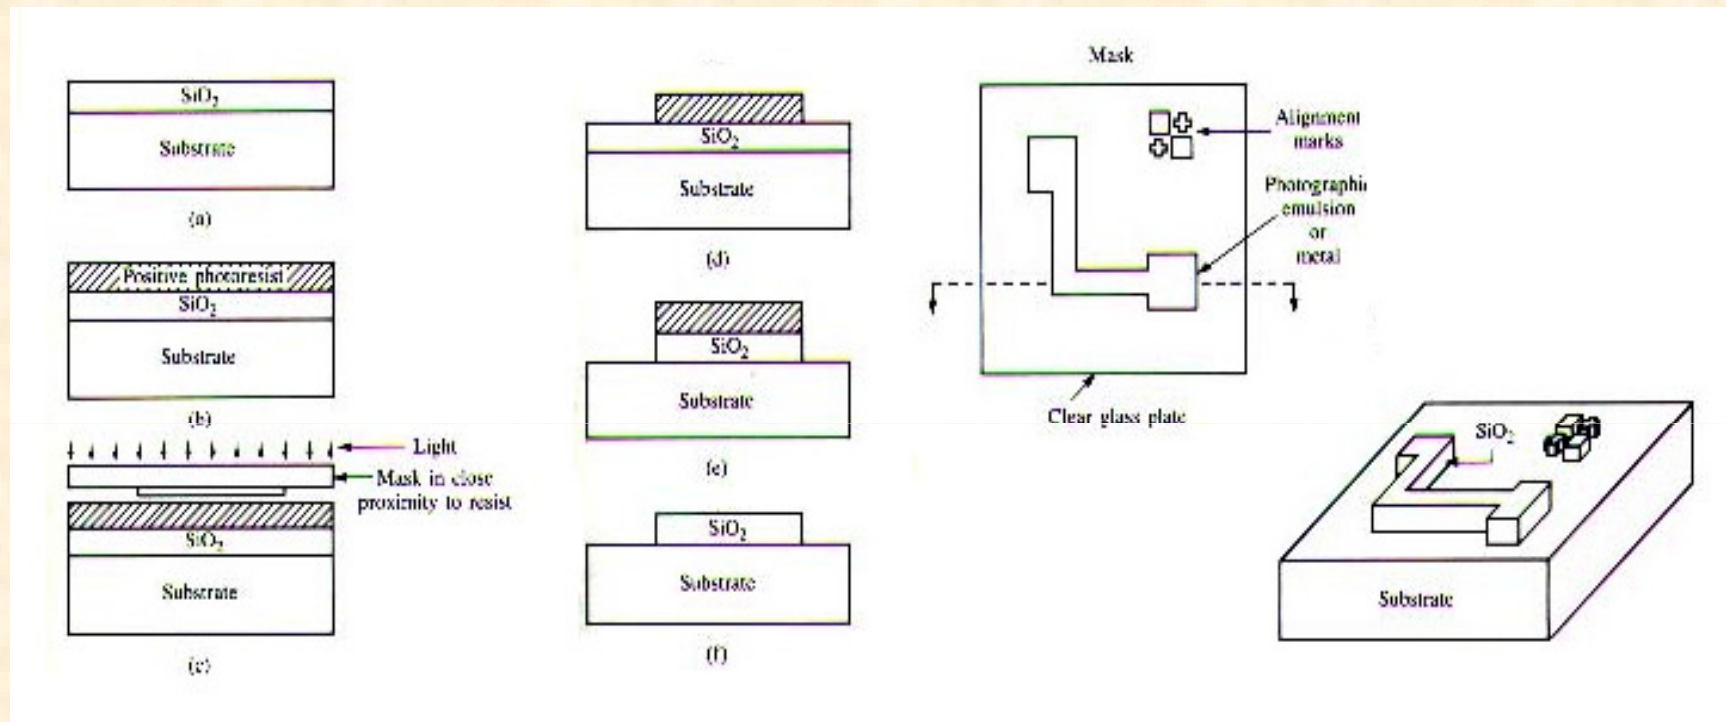 SiO₂
Substrate
(a)
Positive photoresist
SiO₂
Substrate
(b)
Light
Mask in close
proximity to resist
SiO₂
Substrate
(c)
SiO₂
Substrate
(d)
SiO₂
Substrate
(e)
SiO₂
Substrate
(f)
Mask
Alignment
marks
Photographi
emulsion
or
metal
Clear glass plate
SiO₂
Substrate